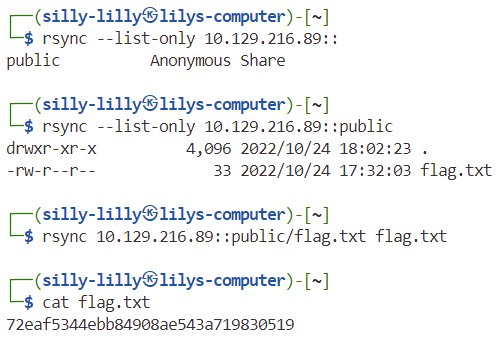 ┌──(silly-lilly㉿lilys-computer)-[~]
└─$ rsync --list-only 10.129.216.89::
public          Anonymous Share
┌──(silly-lilly㉿lilys-computer)-[~]
└─$ rsync --list-only 10.129.216.89::public
drwxr-xr-x          4,096 2022/10/24 18:02:23 .
-rw-r--r--             33 2022/10/24 17:32:03 flag.txt
┌──(silly-lilly㉿lilys-computer)-[~]
└─$ rsync 10.129.216.89::public/flag.txt flag.txt
┌──(silly-lilly㉿lilys-computer)-[~]
└─$ cat flag.txt
72eaf5344ebb84908ae543a719830519